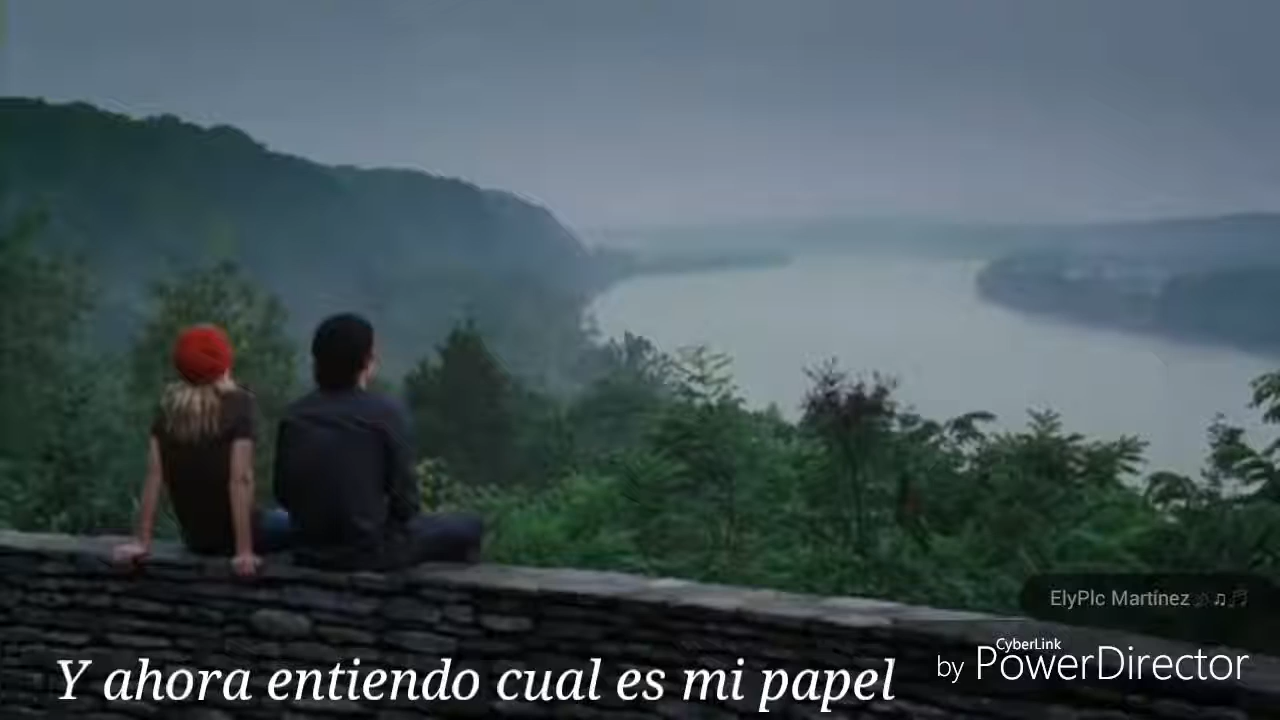 ElyPlc Martínez
Y ahora entiendo cual es mi papel
CyberLink
by PowerDirector